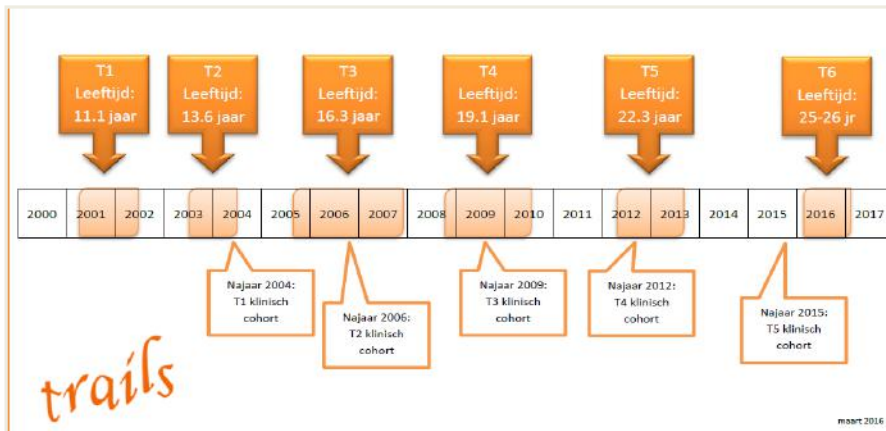 T1
Leeftijd:
11.1 jaar
T2
Leeftijd:
13.6 jaar
T3
Leeftijd:
16.3 jaar
T4
Leeftijd:
19.1 jaar
T5
Leeftijd:
22.3 jaar
T6
Leeftijd:
25-26 jr
2000 2001 2002 2003 2004 2005 2006 2007 2008 2009 2010 2011 2012 2013 2014 2015 2016 2017
Najaar 2004:
T1 klinisch
cohort
Najaar 2006:
T2 klinisch
cohort
Najaar 2009:
T3 klinisch
cohort
Najaar 2012:
T4 klinisch
cohort
Najaar 2015:
T5 klinisch
cohort
trails
maart 2016